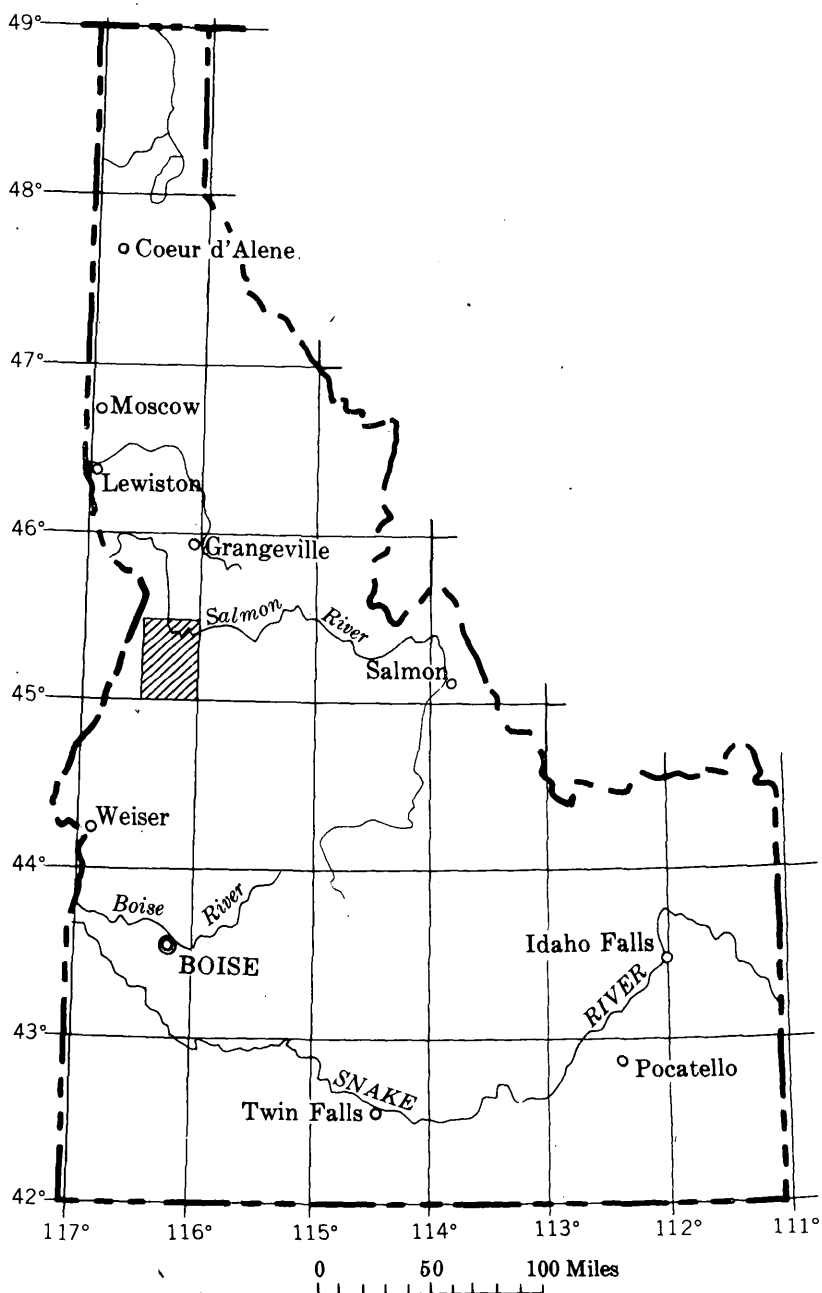 49°
48°
Coeur d'Alene
47°
Moscow
Lewiston
46°
Grangeville
Salmon River
Salmon
45°
Weiser
44°
Boise River
BOISE
Idaho Falls
43°
SNAKE RIVER
Pocatello
Twin Falls
42°
117° 116° 115° 114° 113° 112° 111°
0 50 100 Miles